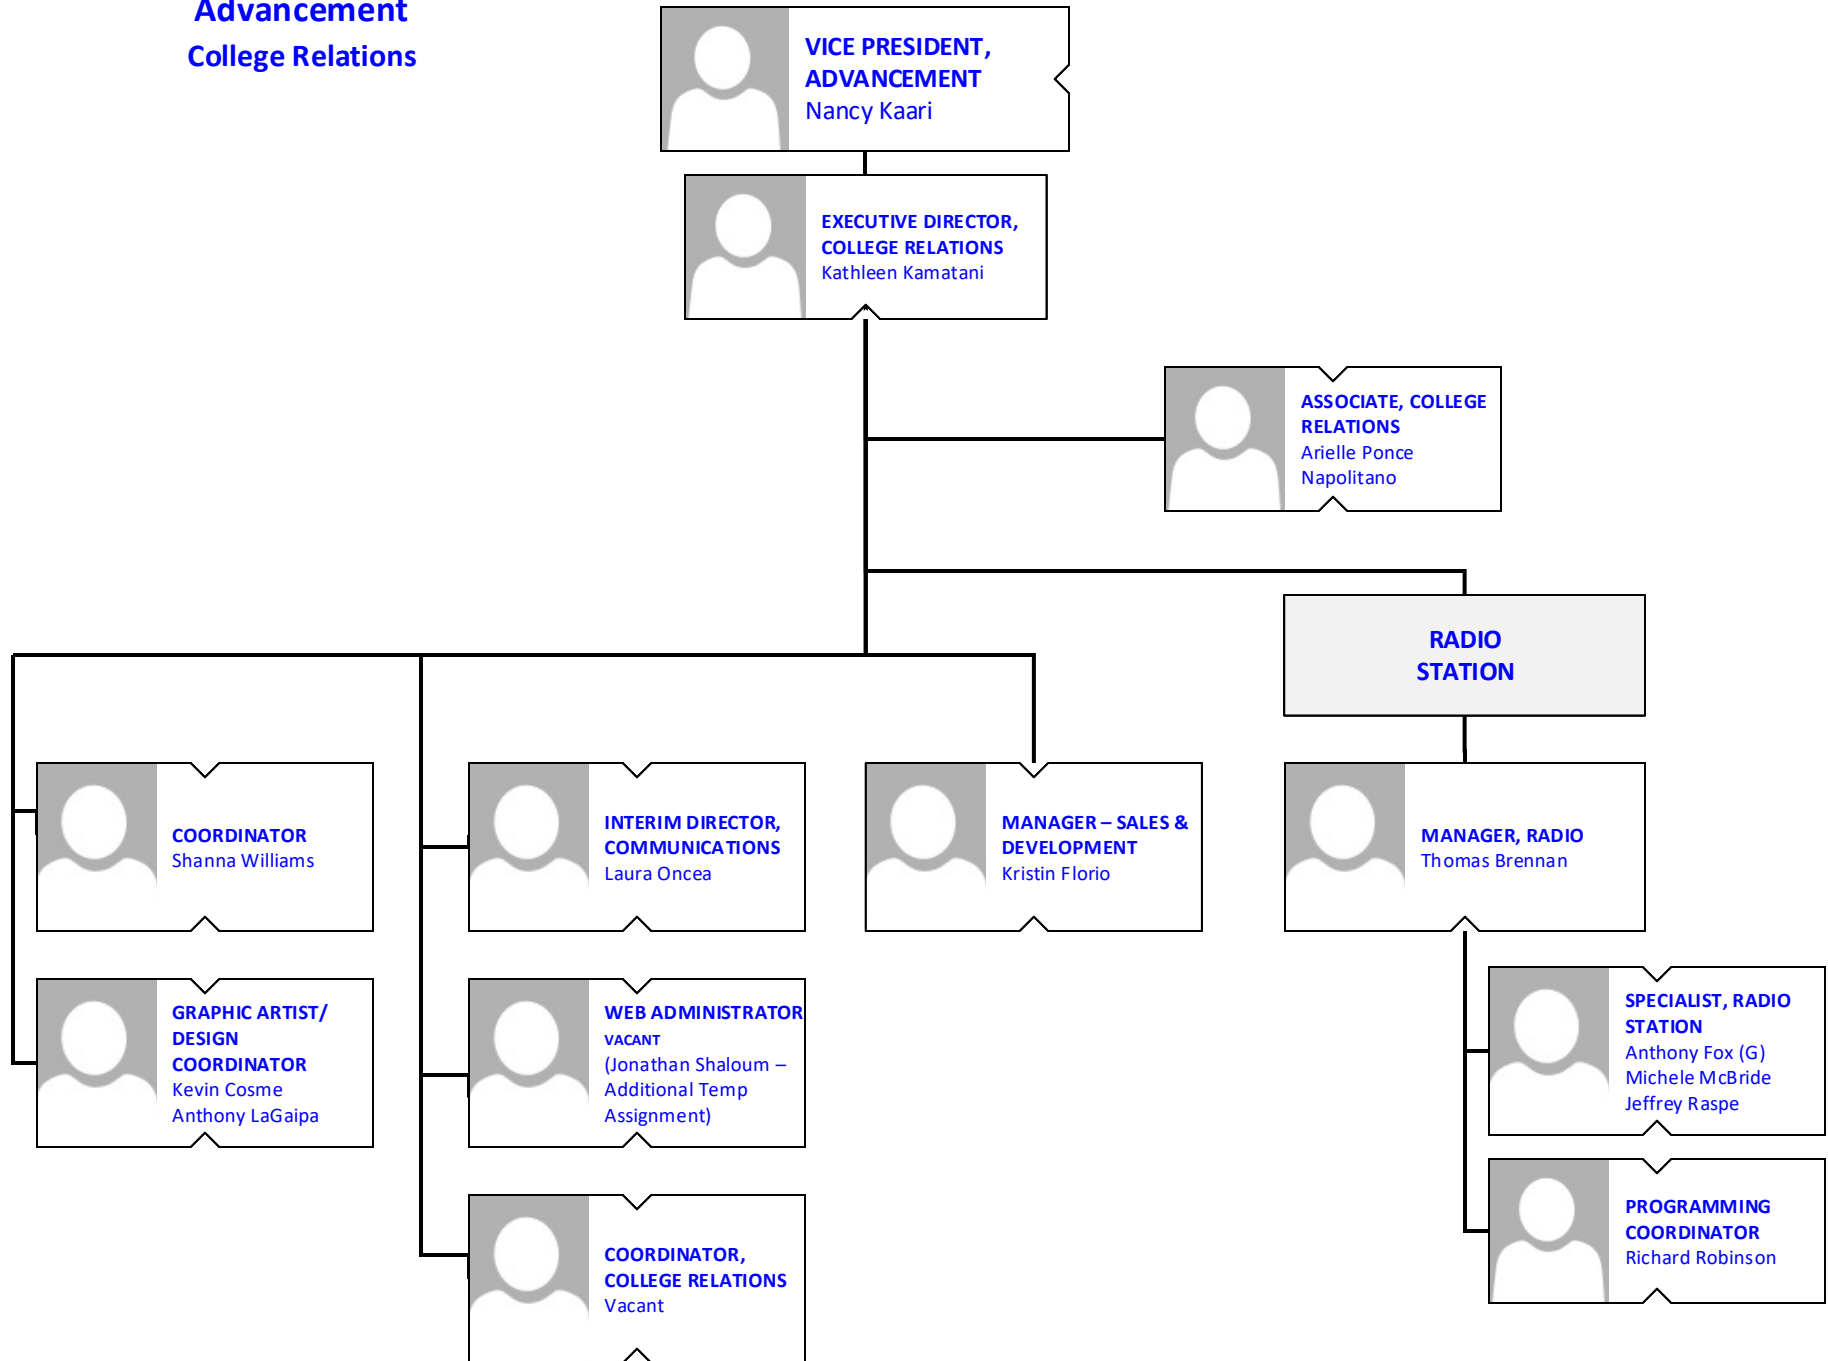 Advancement
College Relations
VICE PRESIDENT,
ADVANCEMENT
Nancy Kaari
EXECUTIVE DIRECTOR,
COLLEGE RELATIONS
Kathleen Kamatani
ASSOCIATE, COLLEGE
RELATIONS
Arielle Ponce
Napolitano
RADIO
STATION
COORDINATOR
Shanna Williams
INTERIM DIRECTOR,
COMMUNICATIONS
Laura Oncea
MANAGER – SALES &
DEVELOPMENT
Kristin Florio
MANAGER, RADIO
Thomas Brennan
GRAPHIC ARTIST/
DESIGN
COORDINATOR
Kevin Cosme
Anthony LaGaipa
WEB ADMINISTRATOR
VACANT
(Jonathan Shaloum –
Additional Temp
Assignment)
SPECIALIST, RADIO
STATION
Anthony Fox (G)
Michele McBride
Jeffrey Raspe
COORDINATOR,
COLLEGE RELATIONS
Vacant
PROGRAMMING
COORDINATOR
Richard Robinson